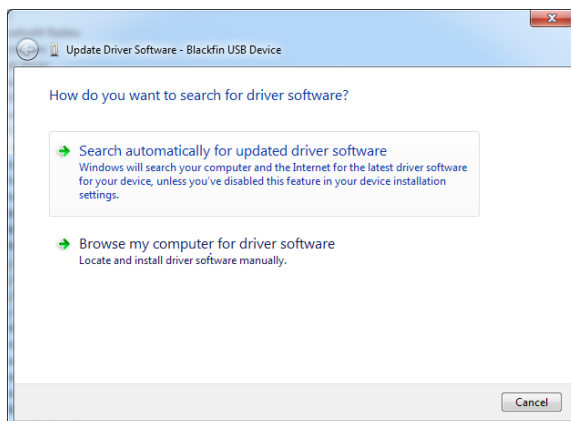 Update Driver Software - Blackfin USB Device
How do you want to search for driver software?
Search automatically for updated driver software
Windows will search your computer and the Internet for the latest driver software
for your device, unless you've disabled this feature in your device installation
settings.
Browse my computer for driver software
Locate and install driver software manually.
Cancel